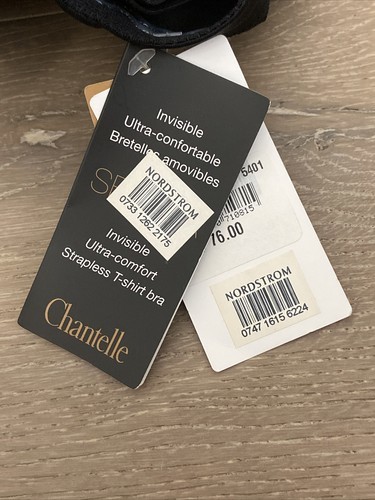 Invisible
Ultra-confortable
Bretelles amovibles
NORDSTROM
0733 1262 2175
Invisible
Ultra-comfort
Strapless T-shirt bra
Chantelle
5401
76.00
NORDSTROM
0747 1615 6224